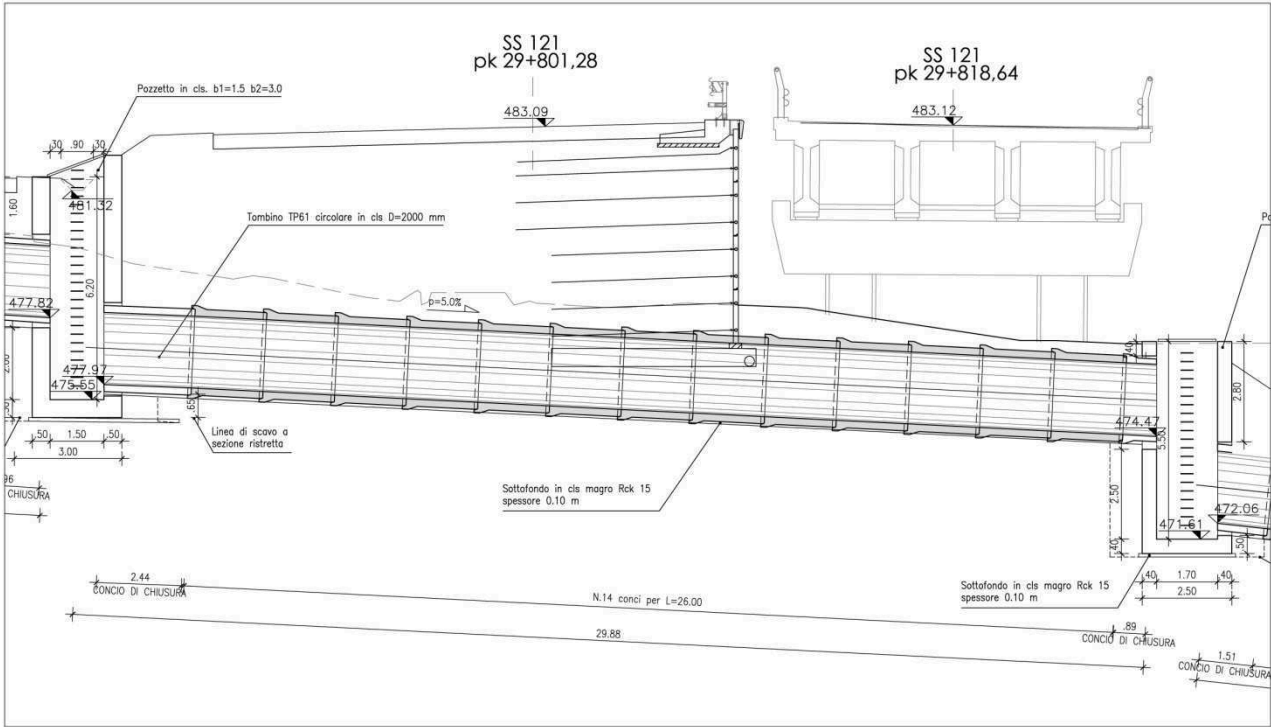 SS 121
pk 29+801,28
SS 121
pk 29+818,64
Pozzetto in cls. b1=1.5 b2=3.0
483.09
483.12
.30 .90 .30
1.60
481.32
Tombino TP61 circolare in cls D=2000 mm
6.20
477.82
p=5.0%
.40
2.00
477.97
475.55
2.80
474.47
5.50
.50 1.50 .50
3.00
.65
Linea di scavo a
sezione ristretta
96
CHIUSURA
Sottofondo in cls magro Rck 15
spessore 0.10 m
2.50
472.06
471.61
.40
.50
.40 1.70 .40
2.50
Sottofondo in cls magro Rck 15
spessore 0.10 m
2.44
CONCIO DI CHIUSURA
N.14 conci per L=26.00
29.88
.89
CONCIO DI CHIUSURA
1.51
CONCIO DI CHIUSURA